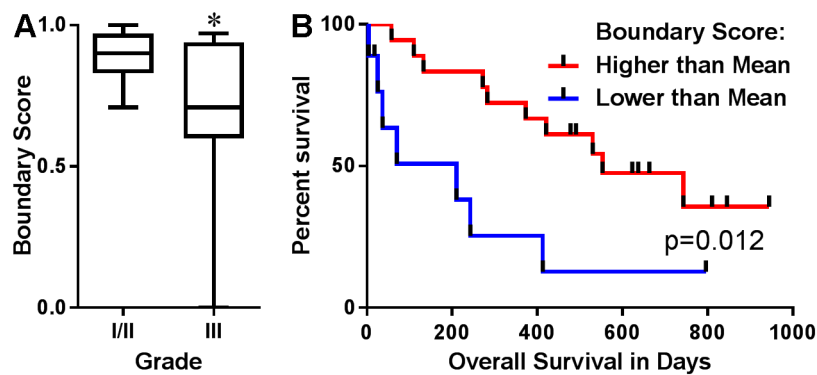 A
Boundary Score
1.0
0.5
0.0
*
I/II
III
Grade
B
Percent survival
100
50
0
Boundary Score:
Higher than Mean
Lower than Mean
p=0.012
0
200
400
600
800
1000
Overall Survival in Days